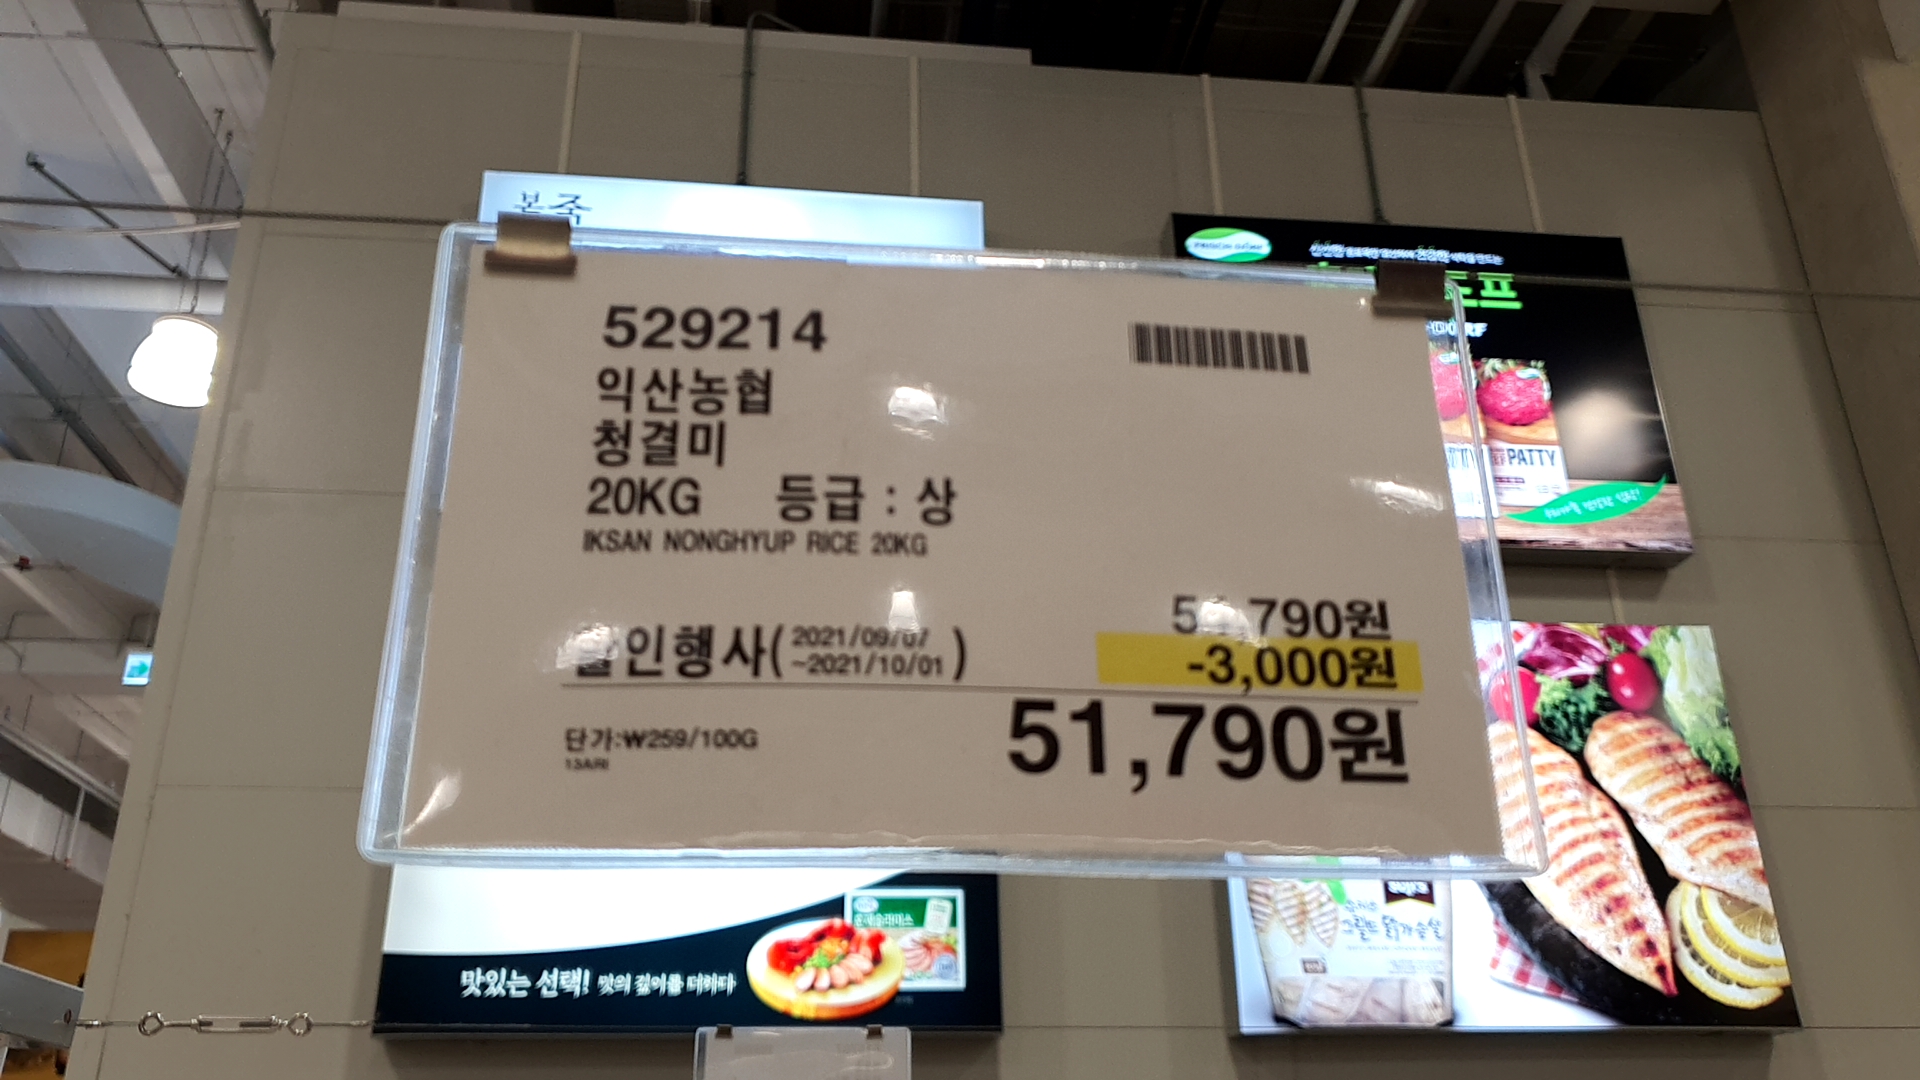 본죽
529214
익산농협
청결미
20KG 등급 : 상
IKSAN NONGHYUP RICE 20KG
54,790원
할인행사( 2021/09/07
~2021/10/01 )
-3,000원
51,790원
단가:₩259/100G
PATTY
맛있는 선택! 맛의 깊이를 더하다